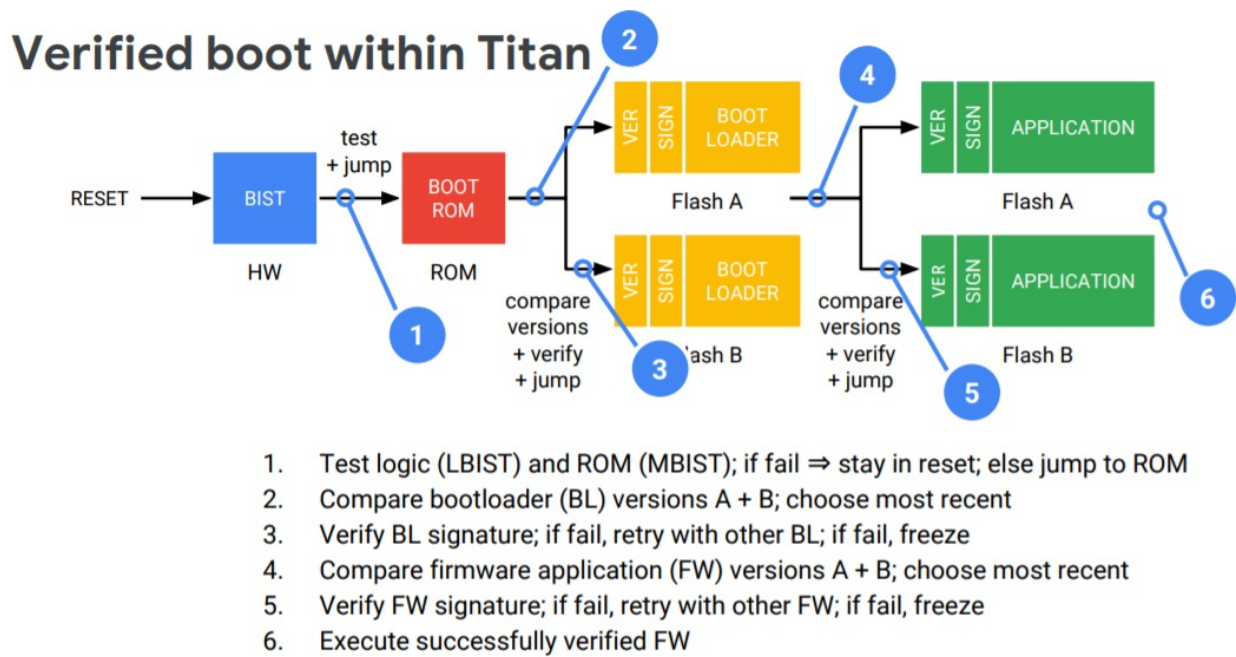 Verified boot within Titan
2
4
VER
SIGN
BOOT
LOADER
VER
SIGN
APPLICATION
test
+ jump
RESET
BIST
BOOT
ROM
Flash A
Flash A
HW
ROM
VER
SIGN
BOOT
LOADER
VER
SIGN
APPLICATION
6
1
compare
versions
+ verify
+ jump
3
lash B
compare
versions
+ verify
+ jump
5
Flash B
1. Test logic (LBIST) and ROM (MBIST); if fail ⇒ stay in reset; else jump to ROM
2. Compare bootloader (BL) versions A + B; choose most recent
3. Verify BL signature; if fail, retry with other BL; if fail, freeze
4. Compare firmware application (FW) versions A + B; choose most recent
5. Verify FW signature; if fail, retry with other FW; if fail, freeze
6. Execute successfully verified FW